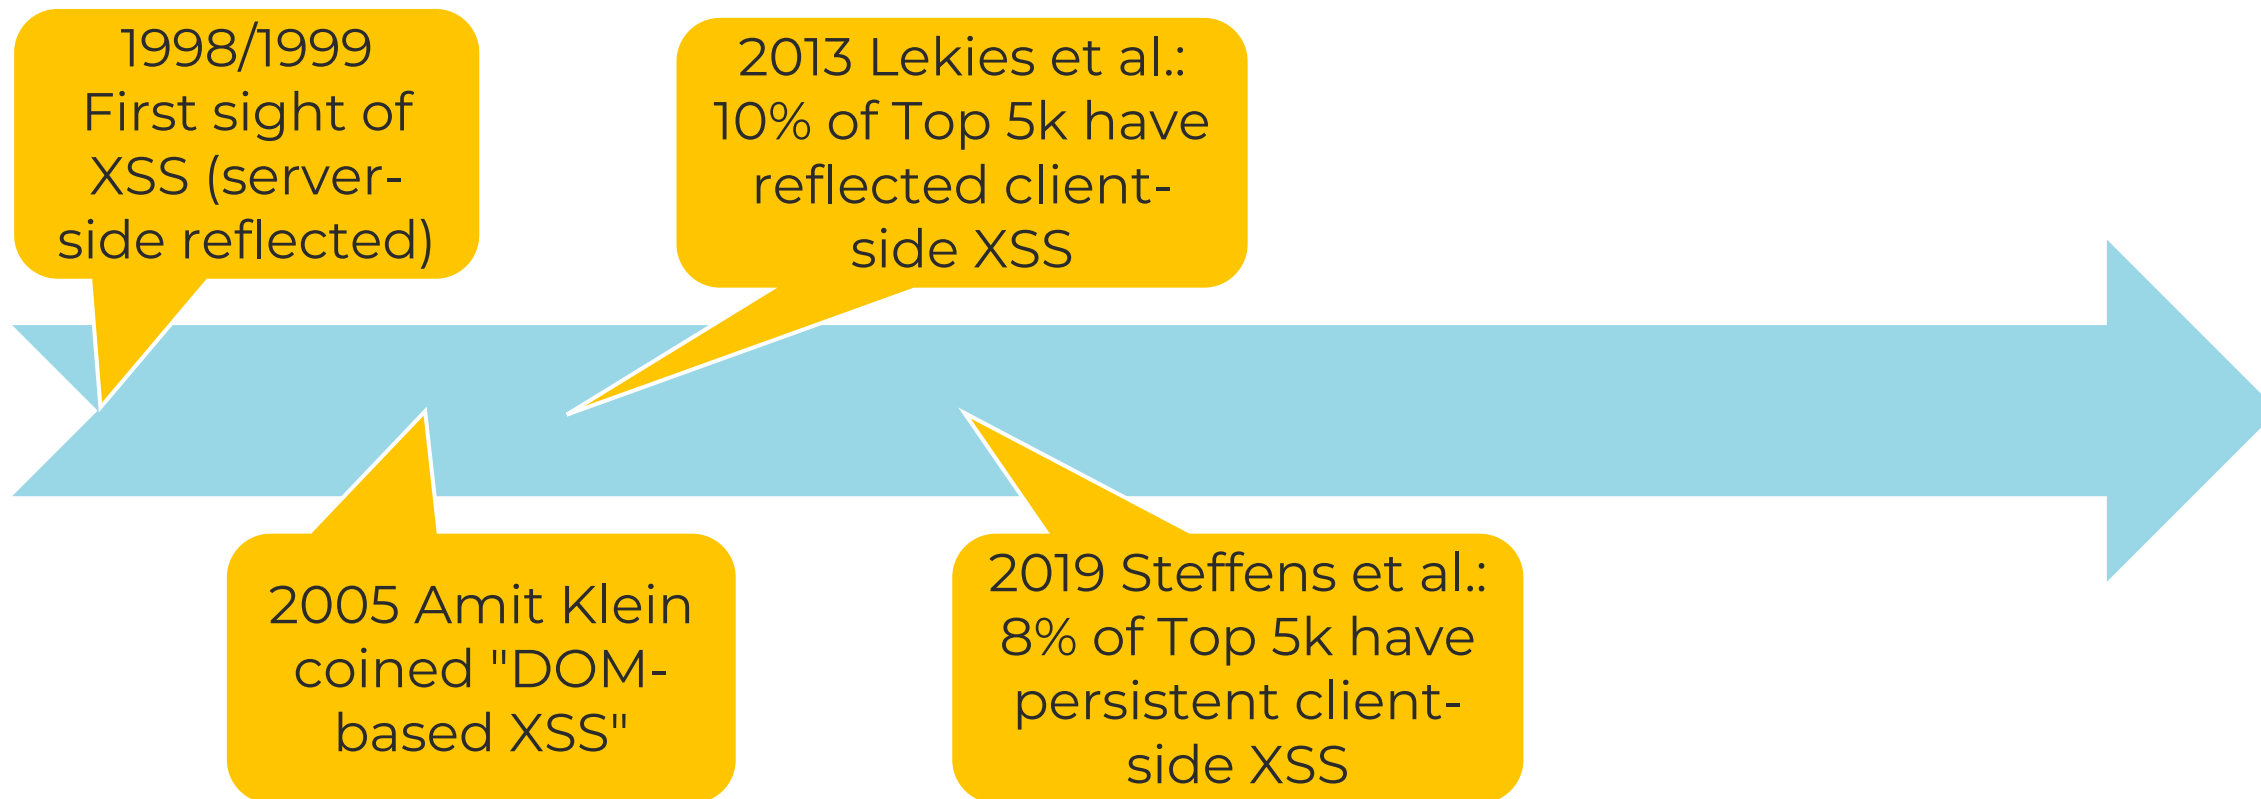 1998/1999
First sight of
XSS (server-
side reflected)
2013 Lekies et al.:
10% of Top 5k have
reflected client-
side XSS
2005 Amit Klein
coined "DOM-
based XSS"
2019 Steffens et al.:
8% of Top 5k have
persistent client-
side XSS